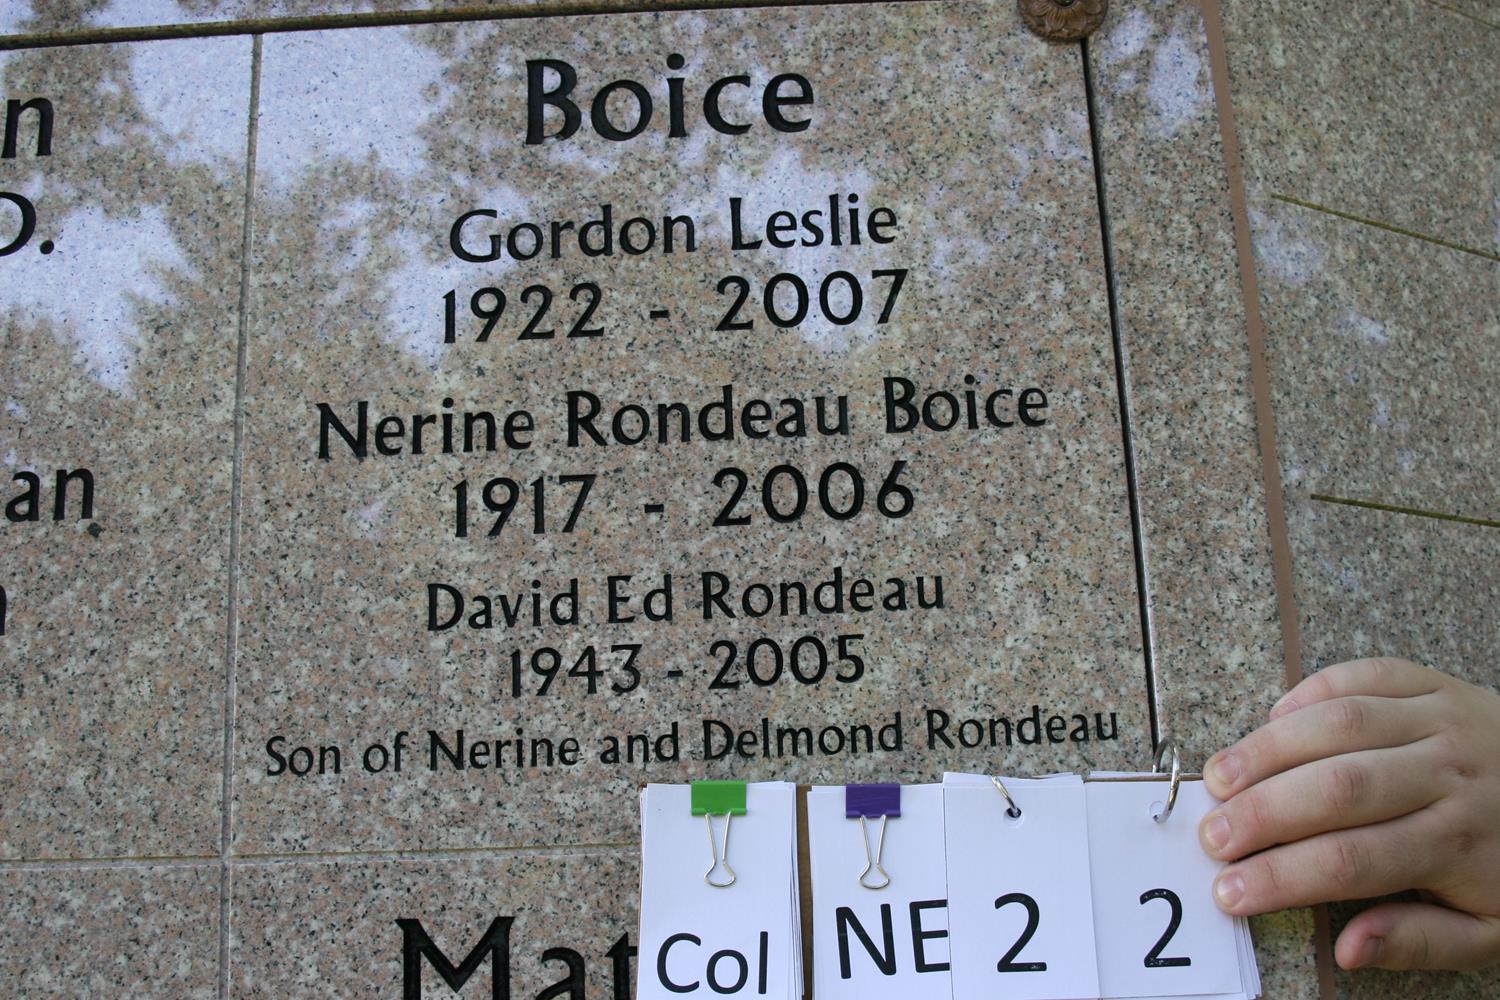 Boice
Gordon Leslie
1922 - 2007
Nerine Rondeau Boice
1917 - 2006
David Ed Rondeau
1943 - 2005
Son of Nerine and Delmond Rondeau
Col NE 2 2